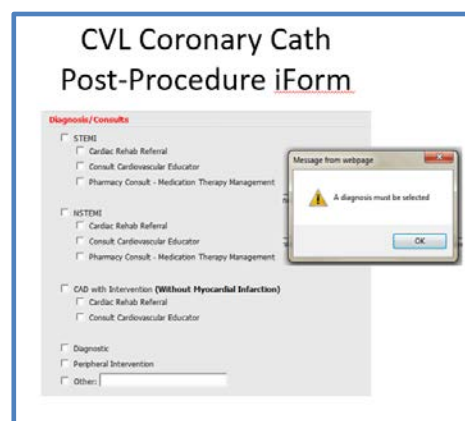 CVL Coronary Cath
Post-Procedure iForm
Diagnosis/Consults
STEMI
Cardiac Rehab Referral
Consult Cardiovascular Educator
Pharmacy Consult - Medication Therapy Management
NSTEMI
Cardiac Rehab Referral
Consult Cardiovascular Educator
Pharmacy Consult - Medication Therapy Management
CAD with Intervention (Without Myocardial Infarction)
Cardiac Rehab Referral
Consult Cardiovascular Educator
Diagnostic
Peripheral Intervention
Other:
Message from webpage
A diagnosis must be selected
OK